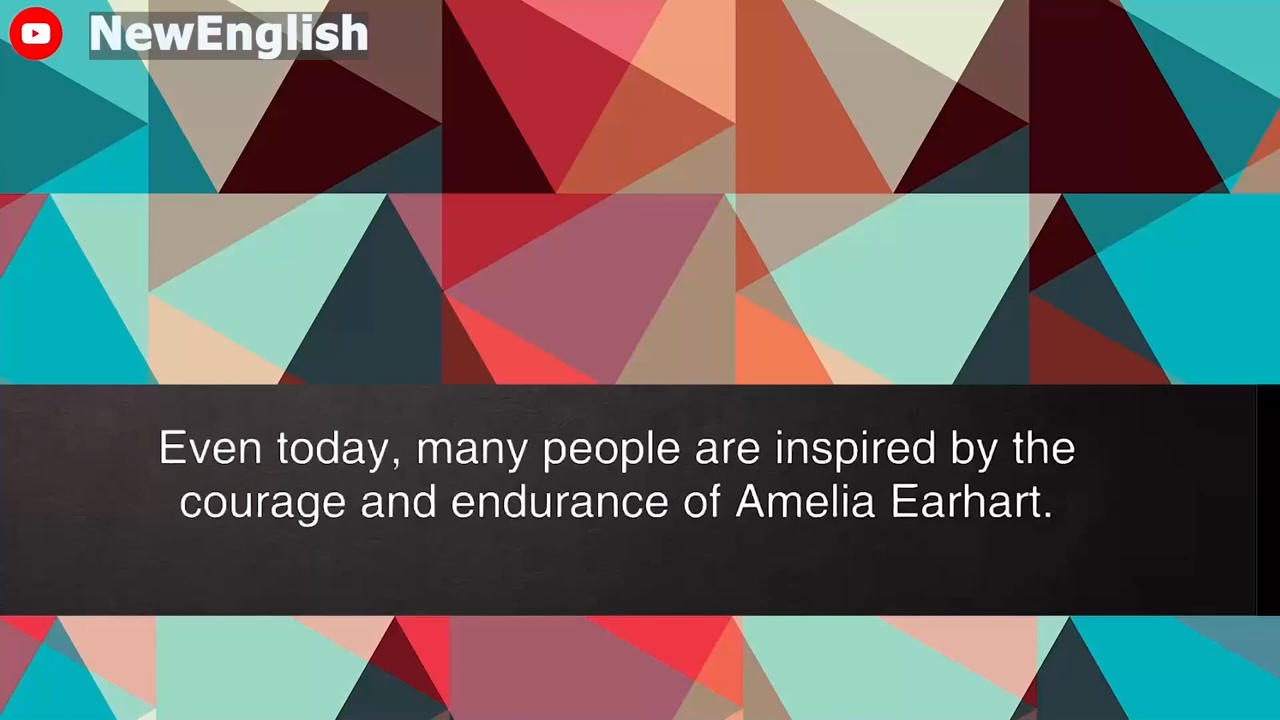 NewEnglish
Even today, many people are inspired by the
courage and endurance of Amelia Earhart.